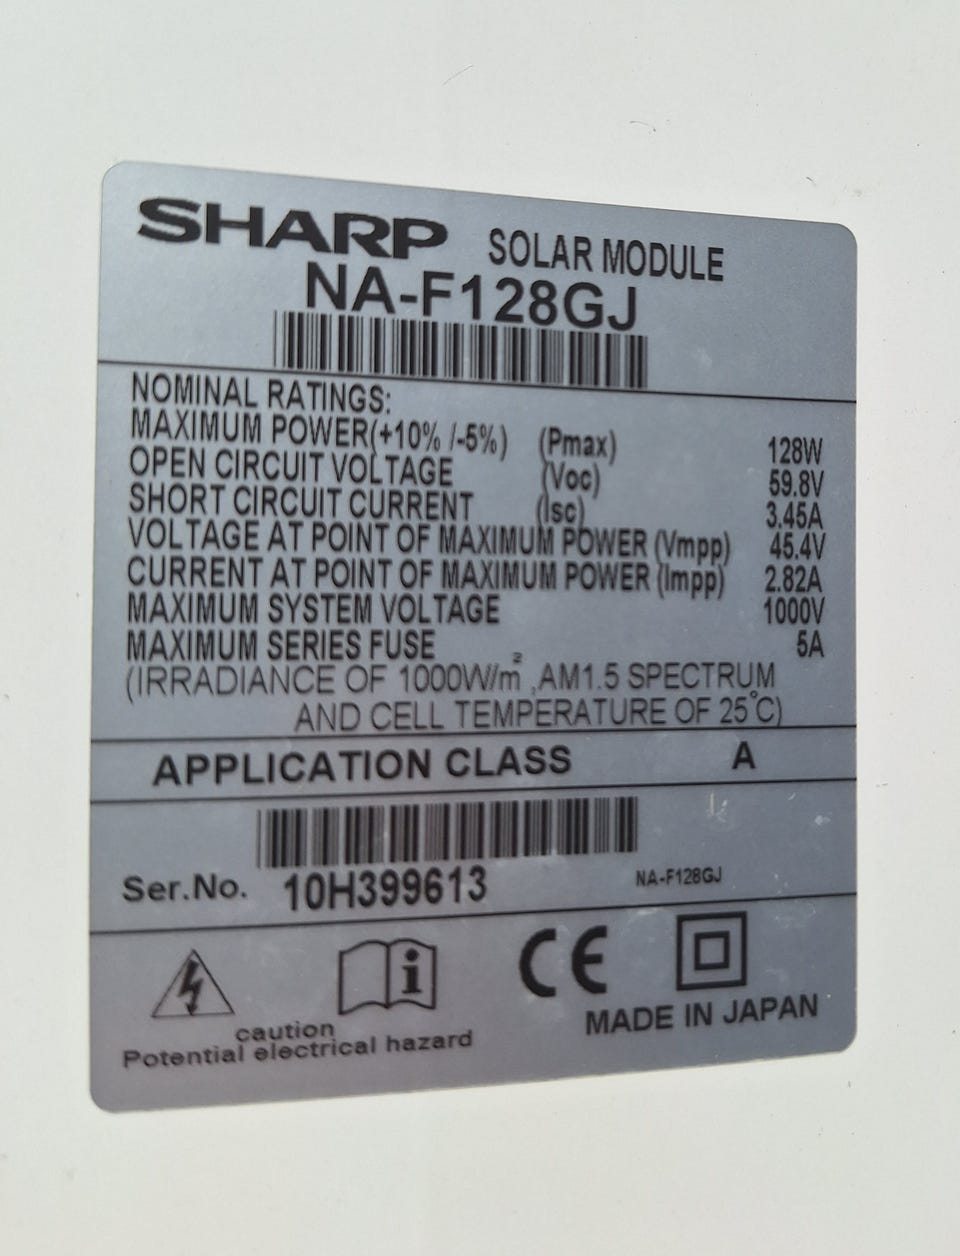 SHARP SOLAR MODULE
NA-F128GJ
NOMINAL RATINGS:
MAXIMUM POWER(+10% /-5%) (Pmax) 128W
OPEN CIRCUIT VOLTAGE (Voc) 59.8V
SHORT CIRCUIT CURRENT (Isc) 3.45A
VOLTAGE AT POINT OF MAXIMUM POWER (Vmpp) 45.4V
CURRENT AT POINT OF MAXIMUM POWER (Impp) 2.82A
MAXIMUM SYSTEM VOLTAGE 1000V
MAXIMUM SERIES FUSE 5A
(IRRADIANCE OF 1000W/m² ,AM1.5 SPECTRUM
AND CELL TEMPERATURE OF 25°C)
APPLICATION CLASS A
Ser.No. 10H399613 NA-F128GJ
i CE
caution
Potential electrical hazard
MADE IN JAPAN